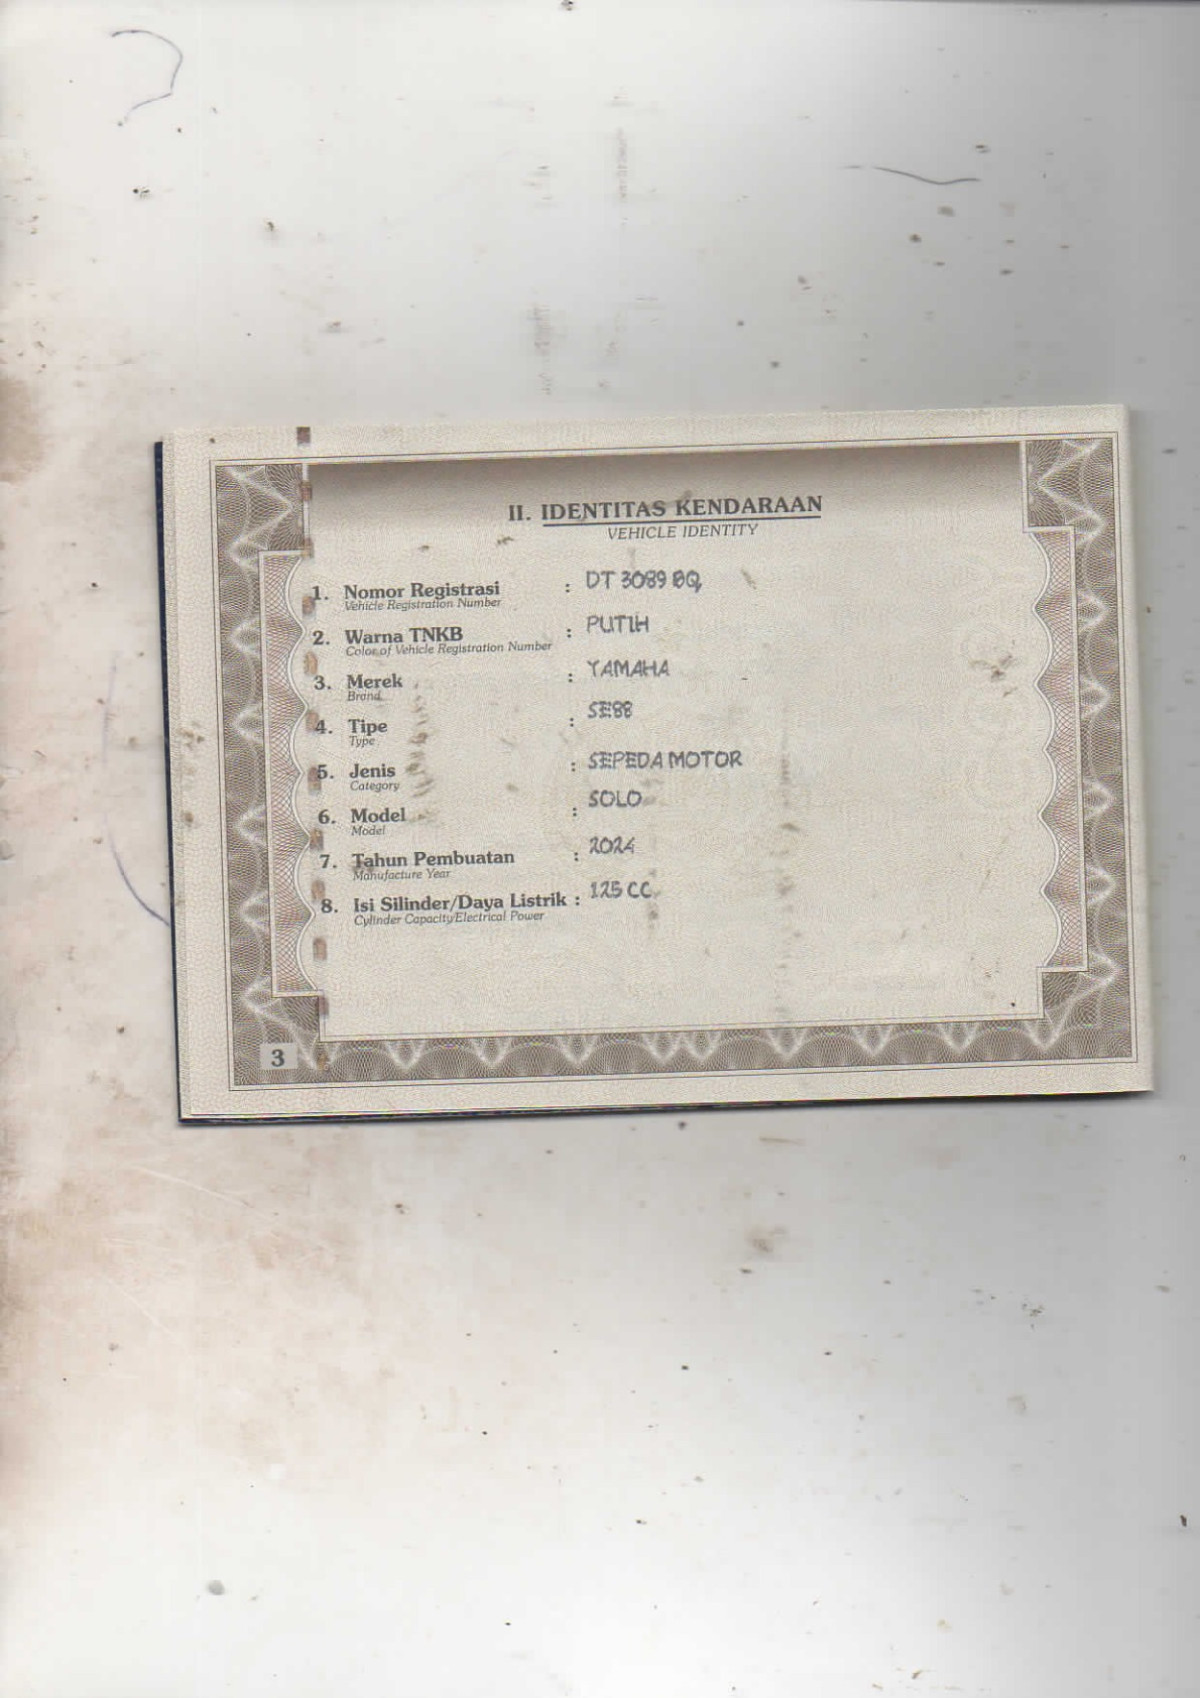 II. IDENTITAS KENDARAAN
VEHICLE IDENTITY
1. Nomor Registrasi : DT 3089 BQ
Vehicle Registration Number
2. Warna TNKB : PUTIH
Color of Vehicle Registration Number
3. Merek : YAMAHA
Brand
4. Tipe : SE88
Type
5. Jenis : SEPEDA MOTOR
Category
6. Model : SOLO
Model
7. Tahun Pembuatan : 2024
Manufacture Year
8. Isi Silinder/Daya Listrik : 125 CC
Cylinder Capacity/Electrical Power
3